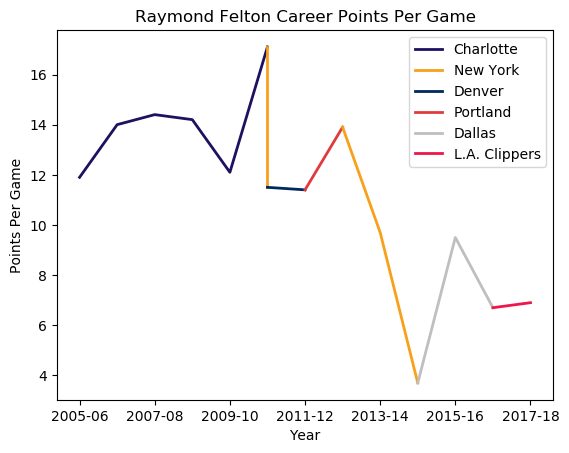 Raymond Felton Career Points Per Game
Charlotte
New York
Denver
Portland
Dallas
L.A. Clippers
Points Per Game
16
14
12
10
8
6
4
2005-06
2007-08
2009-10
2011-12
2013-14
2015-16
2017-18
Year